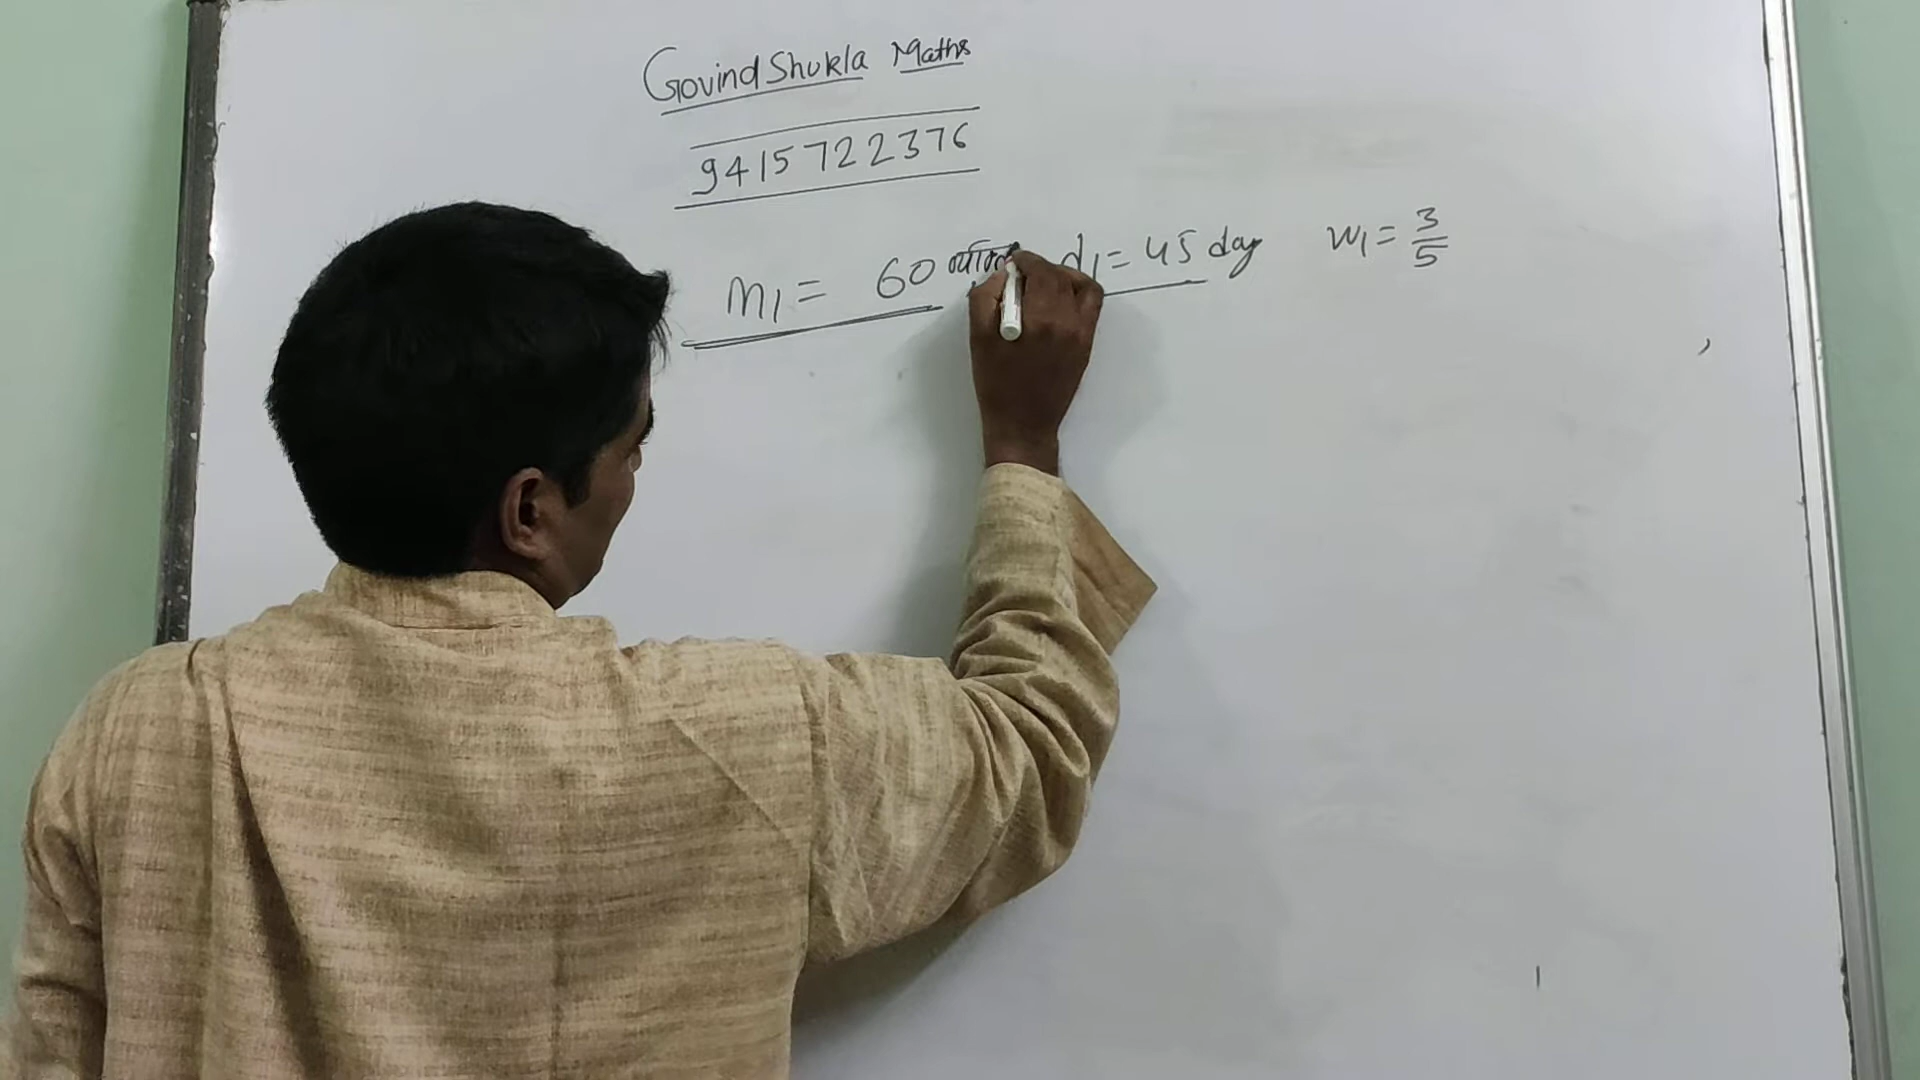 Govind Shukla Maths
9415722376
m1 = 60 d1 = 45 day w1 = 3/5